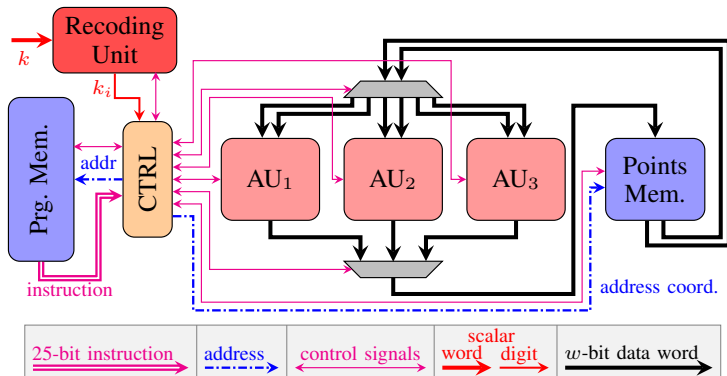 Recoding
Unit
k
k_i
Prg. Mem.
addr
CTRL
AU_1
AU_2
AU_3
Points
Mem.
instruction
address coord.
25-bit instruction
address
control signals
scalar
word
digit
w-bit data word